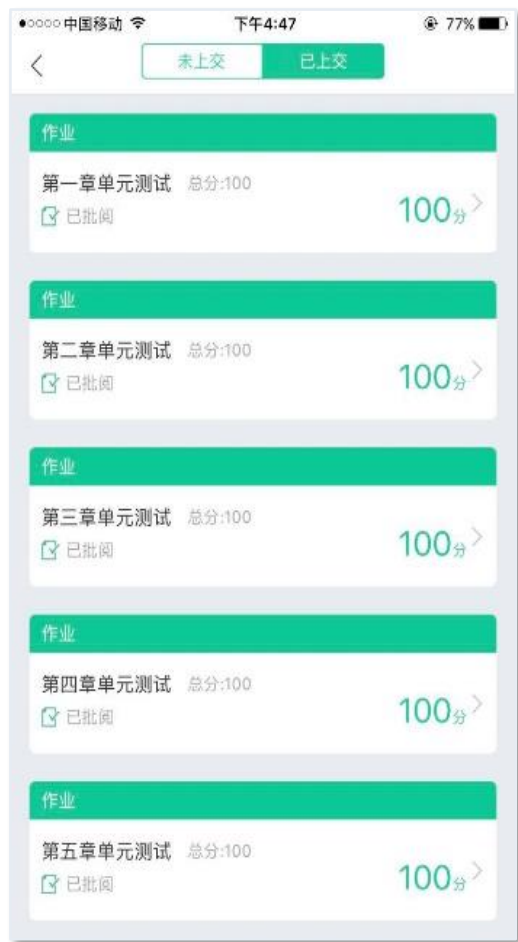 中国移动 下午4:47 77%
未上交 已上交
作业
第一章单元测试 总分:100
已批阅
100分
作业
第二章单元测试 总分:100
已批阅
100分
作业
第三章单元测试 总分:100
已批阅
100分
作业
第四章单元测试 总分:100
已批阅
100分
作业
第五章单元测试 总分:100
已批阅
100分